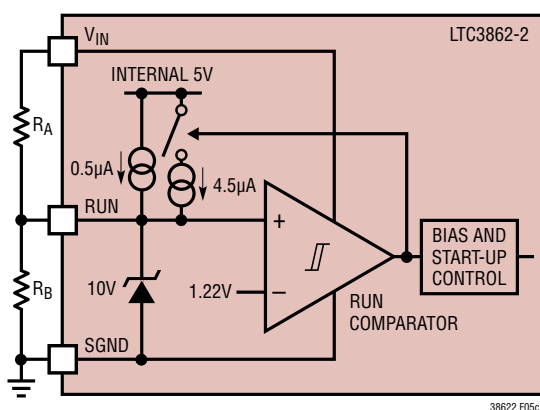 LTC3862-2
V_IN
INTERNAL 5V
R_A
0.5µA
4.5µA
RUN
+
R_B
10V
1.22V
–
BIAS AND
START-UP
CONTROL
RUN
COMPARATOR
SGND
38622 F05c